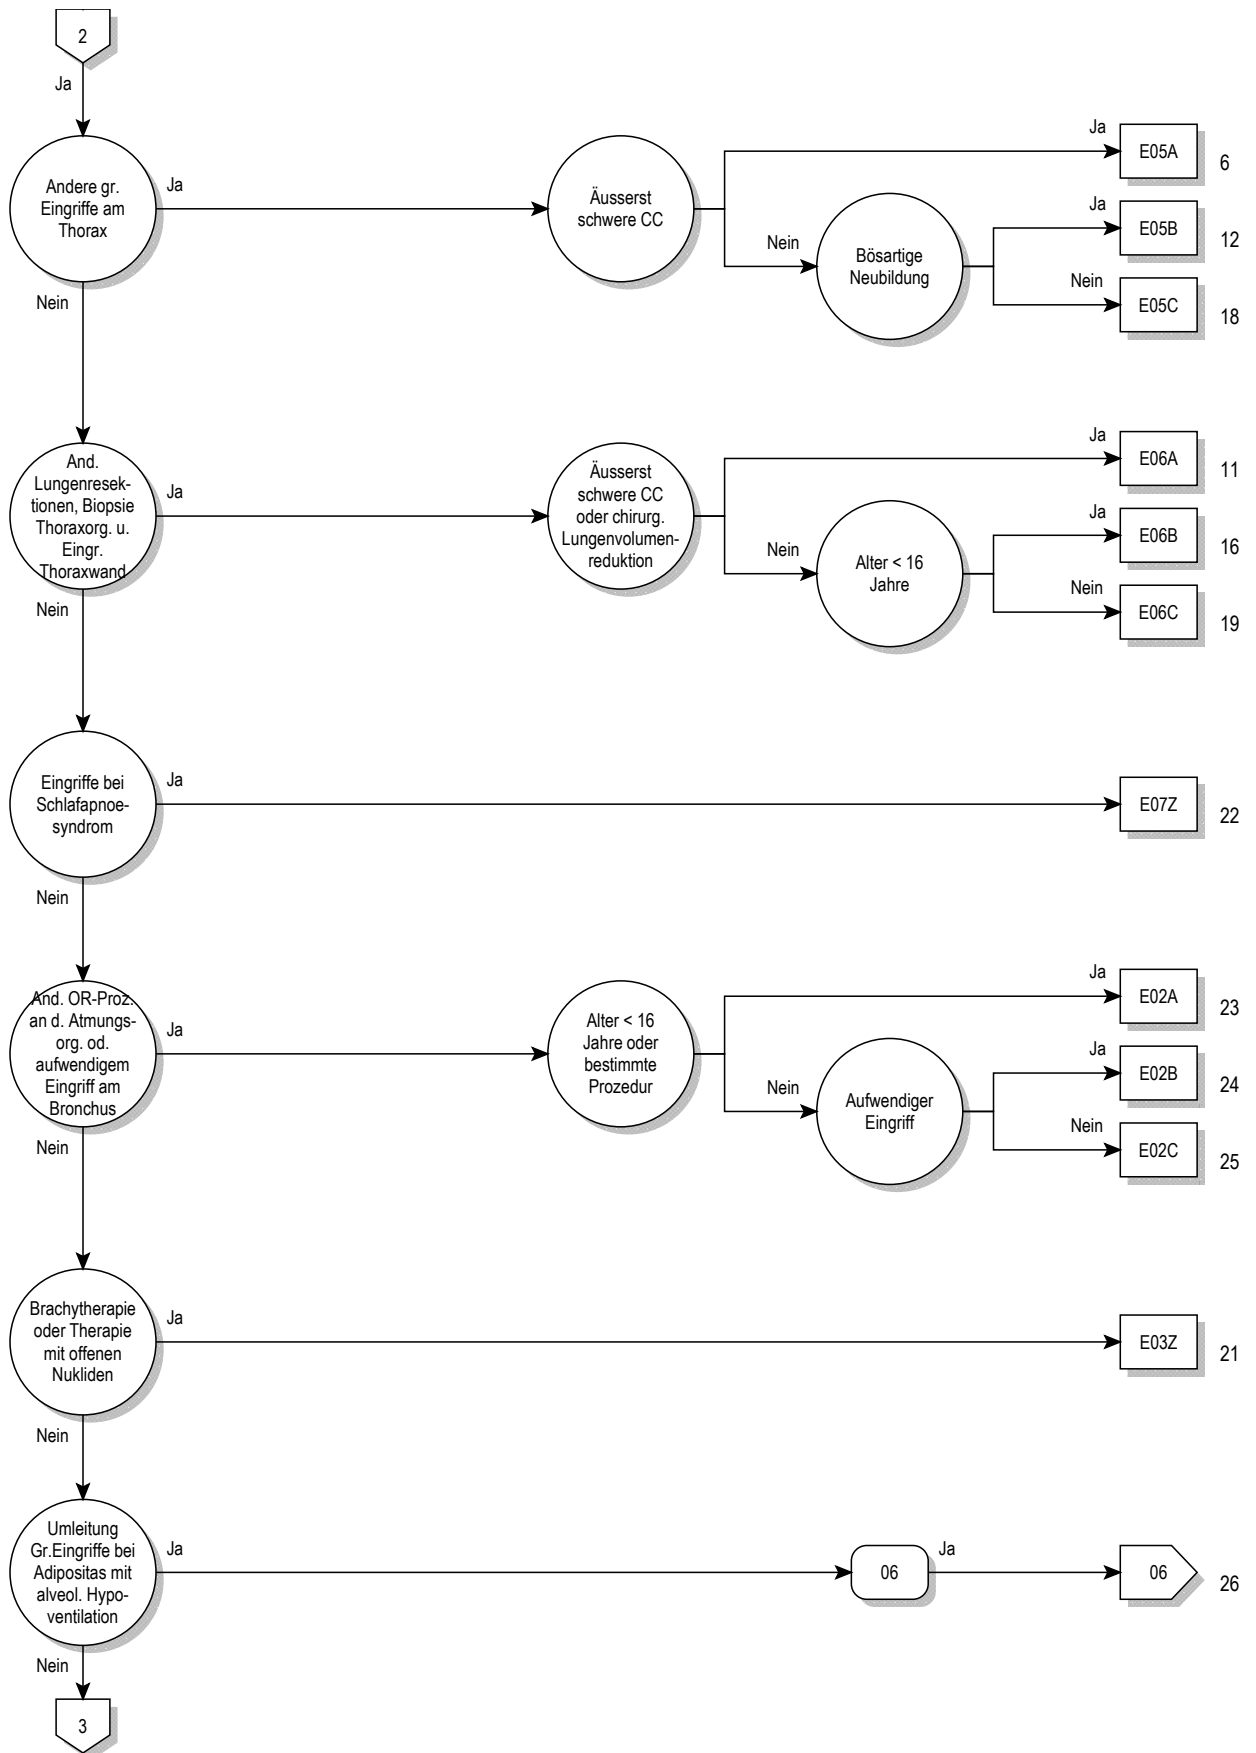 2
Ja
Andere gr.
Eingriffe am
Thorax
Ja
Äusserst
schwere CC
Ja
E05A
6
Nein
Bösartige
Neubildung
Ja
E05B
12
Nein
E05C
18
Nein
And.
Lungenresek-
tionen, Biopsie
Thoraxorg. u.
Eingr.
Thoraxwand
Ja
Äusserst
schwere CC
oder chirurg.
Lungenvolumen-
reduktion
Ja
E06A
11
Nein
Alter < 16
Jahre
Ja
E06B
16
Nein
E06C
19
Nein
Eingriffe bei
Schlafapnoe-
syndrom
Ja
E07Z
22
Nein
And. OR-Proz.
an d. Atmungs-
org. od.
aufwendigem
Eingriff am
Bronchus
Ja
Alter < 16
Jahre oder
bestimmte
Prozedur
Ja
E02A
23
Nein
Aufwendiger
Eingriff
Ja
E02B
24
Nein
E02C
25
Nein
Brachytherapie
oder Therapie
mit offenen
Nukliden
Ja
E03Z
21
Nein
Umleitung
Gr.Eingriffe bei
Adipositas mit
alveol. Hypo-
ventilation
Ja
06
Ja
06
26
Nein
3